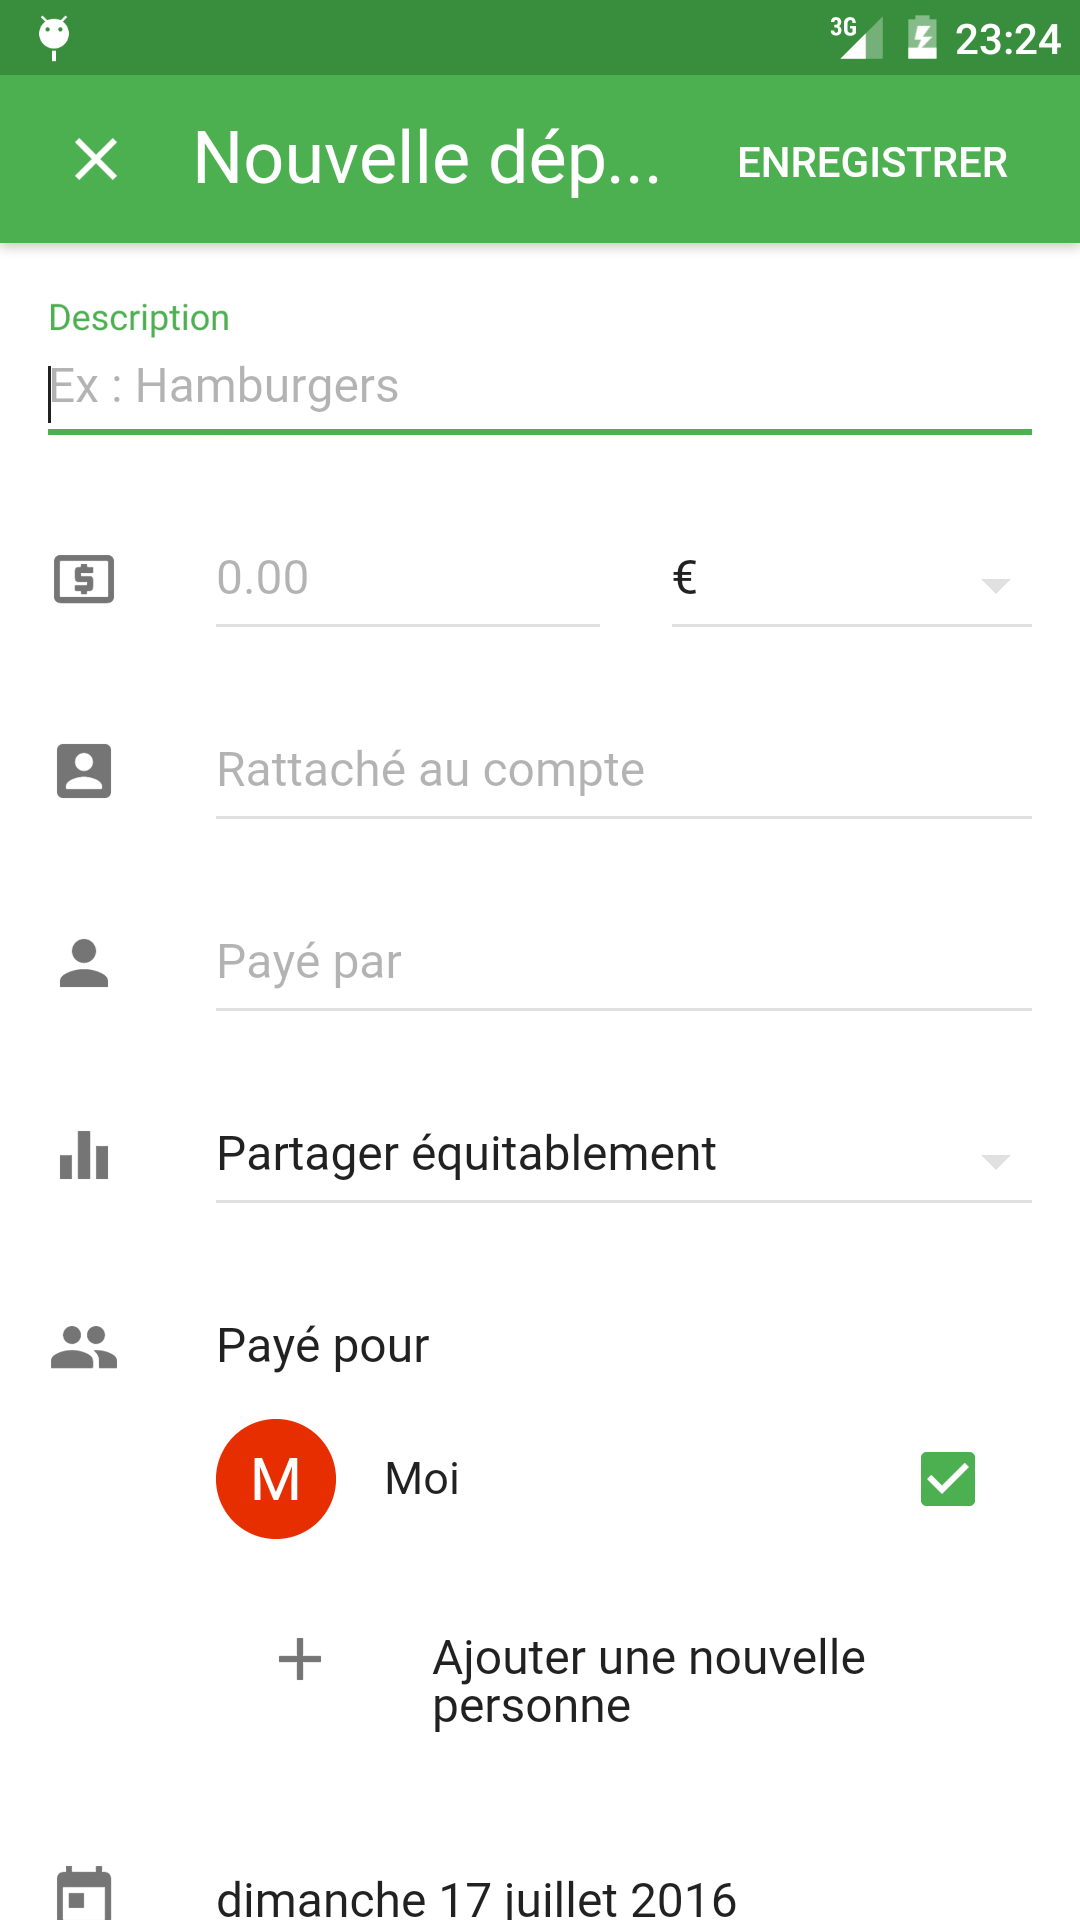 3G 23:24
Nouvelle dép... ENREGISTRER
Description
Ex : Hamburgers
0.00 €
Rattaché au compte
Payé par
Partager équitablement
Payé pour
M Moi
Ajouter une nouvelle
personne
dimanche 17 juillet 2016